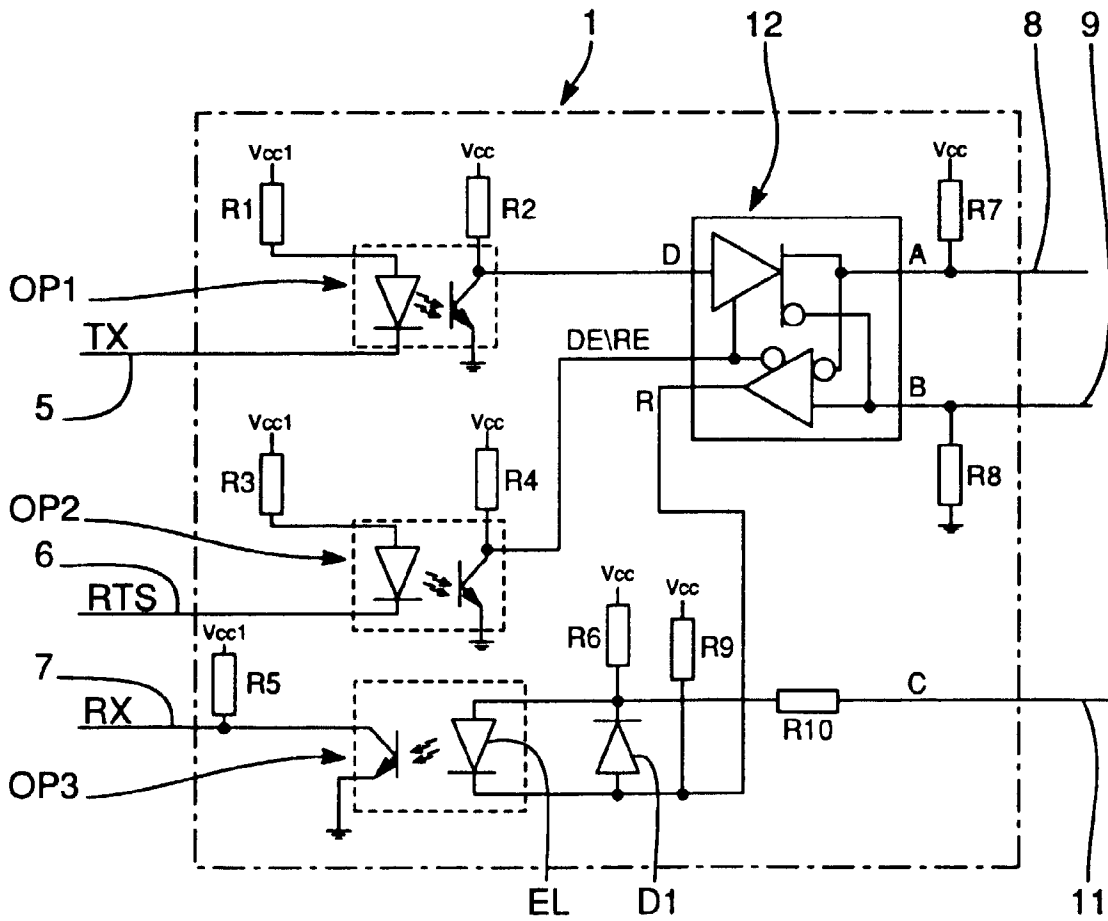 1 12 8 9
Vcc1 Vcc Vcc
R1 R2 R7
D A
OP1
TX DE\RE
5 R B
Vcc1 Vcc
R3 R4 R8
OP2
6
RTS Vcc Vcc
Vcc1 R6 R9
7 R5 C
RX R10
OP3
EL D1 11